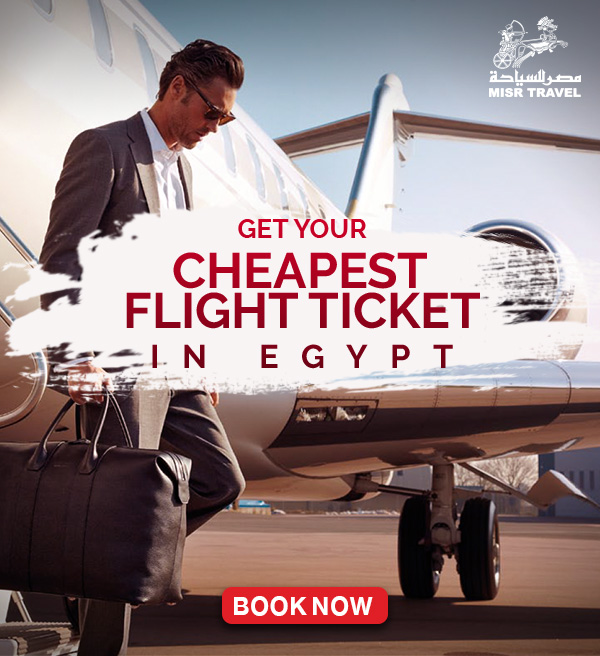 مصر للسياحة
MISR TRAVEL
GET YOUR
CHEAPEST
FLIGHT TICKET
IN EGYPT
BOOK NOW